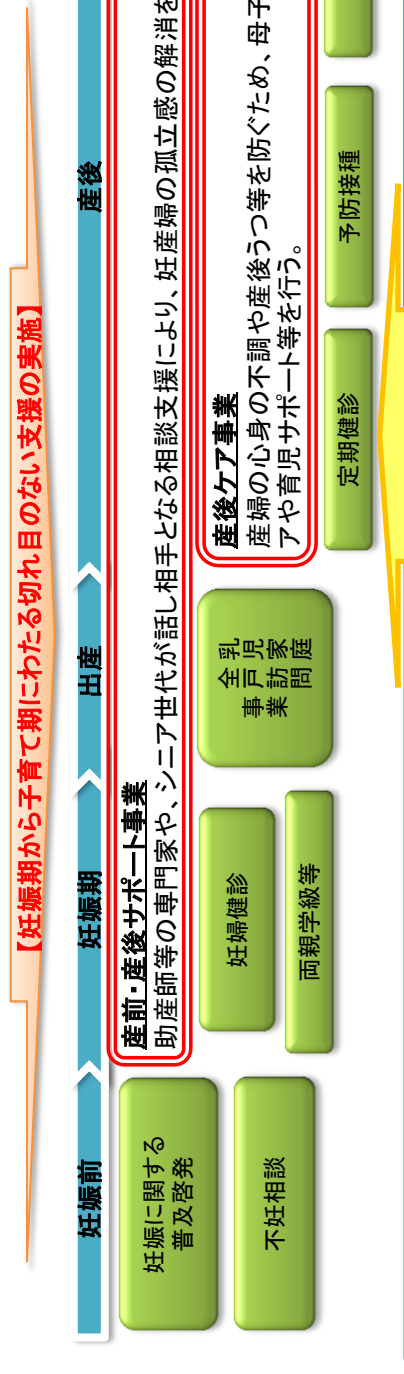 【妊娠期から子育て期にわたる切れ目のない支援の実施】
妊娠前
妊娠期
出産
産後
産前・産後サポート事業
助産師等の専門家や、シニア世代が話し相手となる相談支援により、妊産婦の孤立感の解消を
産後ケア事業
産婦の心身の不調や産後うつ等を防ぐため、母子
アや育児サポート等を行う。
妊娠に関する
普及啓発
不妊相談
妊婦健診
両親学級等
乳児家庭
全戸訪問
事業
定期健診
予防接種